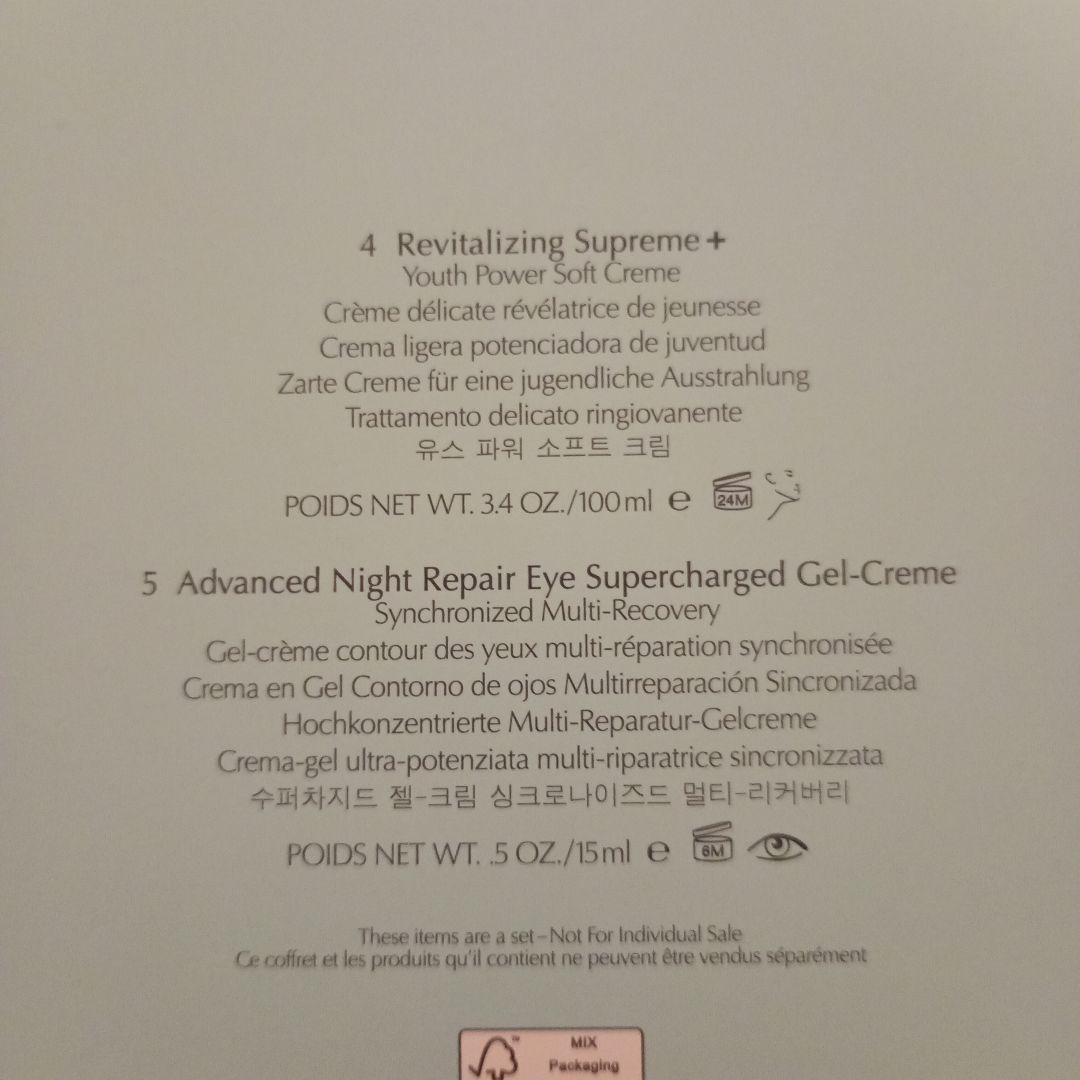 4 Revitalizing Supreme+
Youth Power Soft Creme
Crème délicate révélatrice de jeunesse
Crema ligera potenciadora de juventud
Zarte Creme für eine jugendliche Ausstrahlung
Trattamento delicato ringiovanente
유스 파워 소프트 크림
POIDS NET WT. 3.4 OZ./100ml e 24M
5 Advanced Night Repair Eye Supercharged Gel-Creme
Synchronized Multi-Recovery
Gel-crème contour des yeux multi-réparation synchronisée
Crema en Gel Contorno de ojos Multirreparación Sincronizada
Hochkonzentrierte Multi-Reparatur-Gelcreme
Crema-gel ultra-potenziata multi-riparatrice sincronizzata
수퍼차지드 젤-크림 싱크로나이즈드 멀티-리커버리
POIDS NET WT. .5 OZ./15ml e 6M
These items are a set–Not For Individual Sale
Ce coffret et les produits qu'il contient ne peuvent être vendus séparément
™ MIX
Packaging